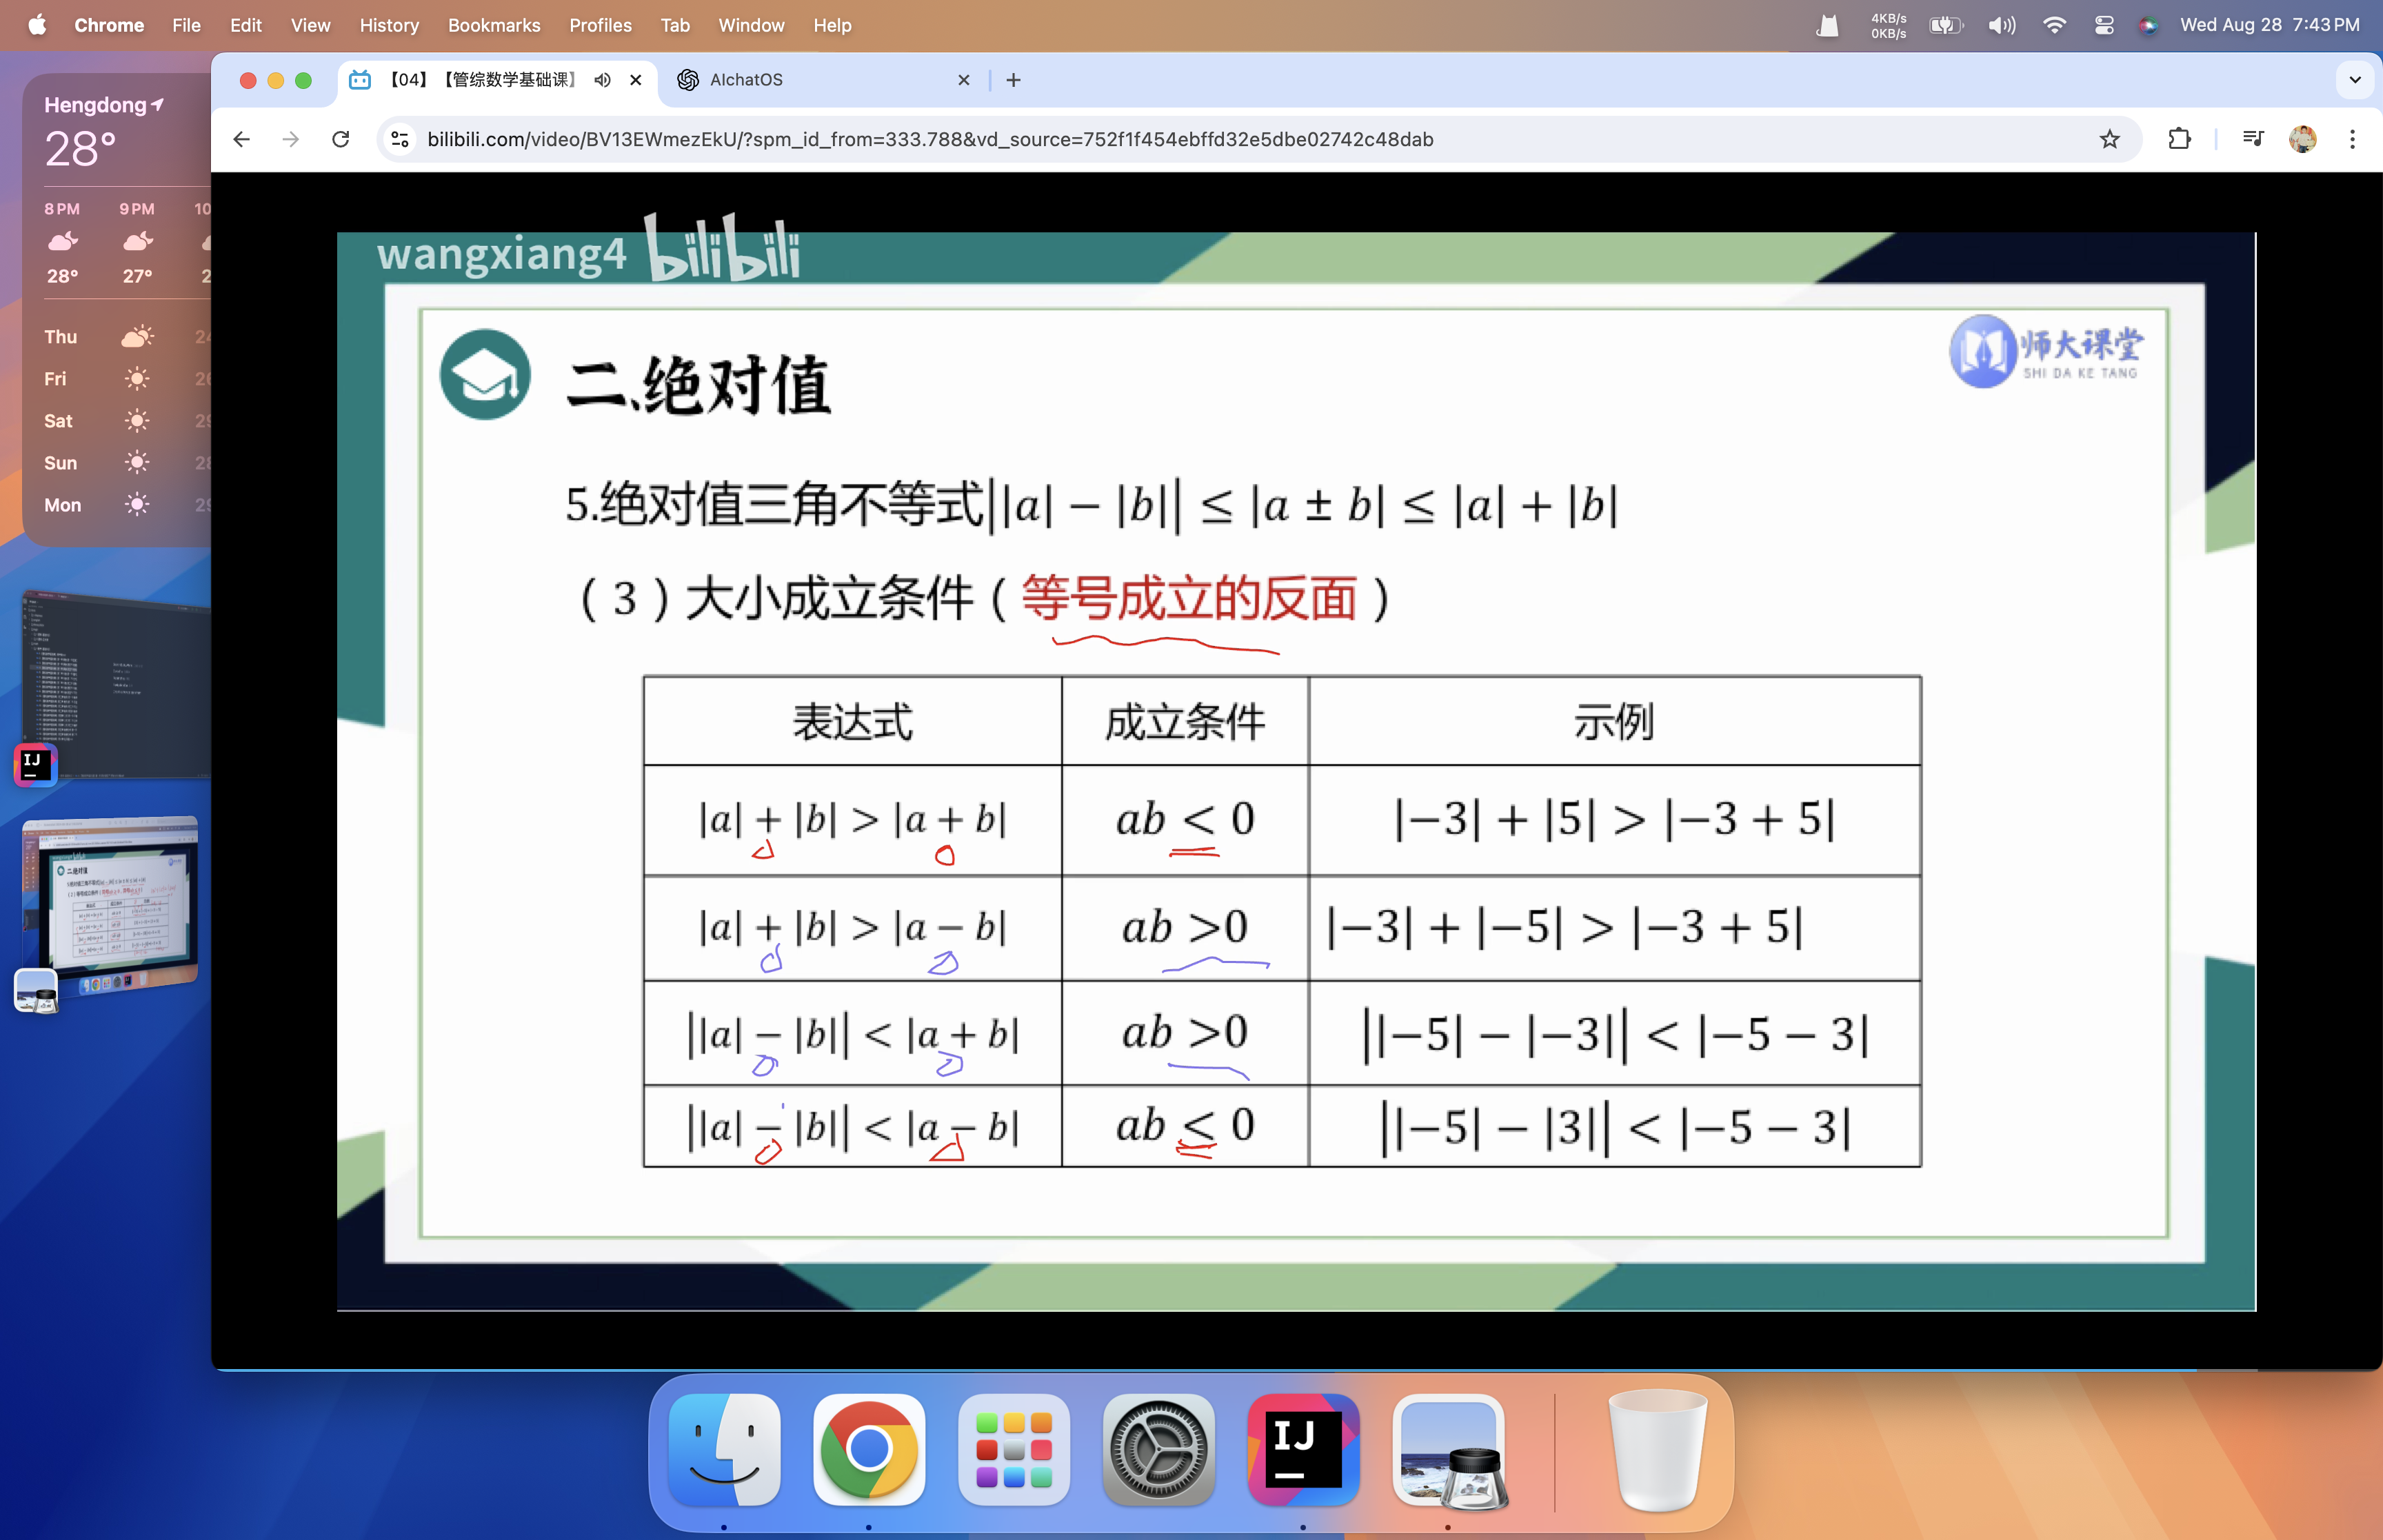 Chrome File Edit View History Bookmarks Profiles Tab Window Help
4KB/s
0KB/s
Wed Aug 28 7:43 PM
【04】【管综数学基础课】
AIchatOS
bilibili.com/video/BV13EWmezEkU/?spm_id_from=333.788&vd_source=752f1f454ebffd32e5dbe02742c48dab
Hengdong
28°
8 PM 9 PM 10
28° 27° 2
Thu 24
Fri 26
Sat 29
Sun 28
Mon 29
wangxiang4 bilibili
二、绝对值
师大课堂
SHI DA KE TANG
5.绝对值三角不等式||a| − |b|| ≤ |a ± b| ≤ |a| + |b|
（3）大小成立条件（等号成立的反面）
表达式 成立条件 示例
|a| + |b| > |a + b| ab < 0 |−3| + |5| > |−3 + 5|
|a| + |b| > |a − b| ab >0 |−3| + |−5| > |−3 + 5|
||a| − |b|| < |a + b| ab >0 ||−5| − |−3|| < |−5 − 3|
||a| − |b|| < |a − b| ab < 0 ||−5| − |3|| < |−5 − 3|
IJ
IJ